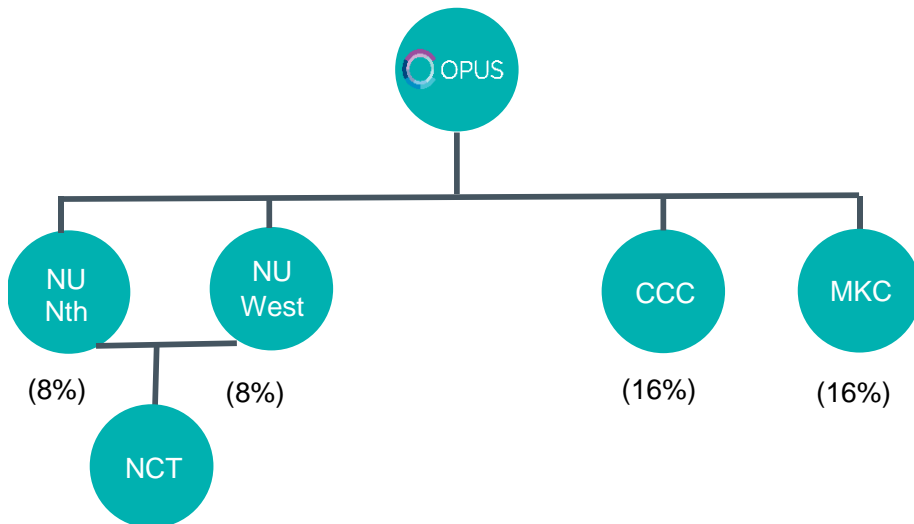 OPUS
NU
Nth
NU
West
CCC
MKC
(8%)
(8%)
(16%)
(16%)
NCT